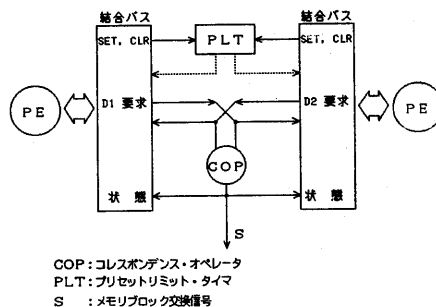 結合バス
結合バス
SET, CLR
PLT
SET, CLR
PE
D1 要求
D2 要求
PE
COP
状態
状態
S
COP：コレスポンデンス・オペレータ
PLT：プリセットリミット・タイマ
S ：メモリブロック交換信号